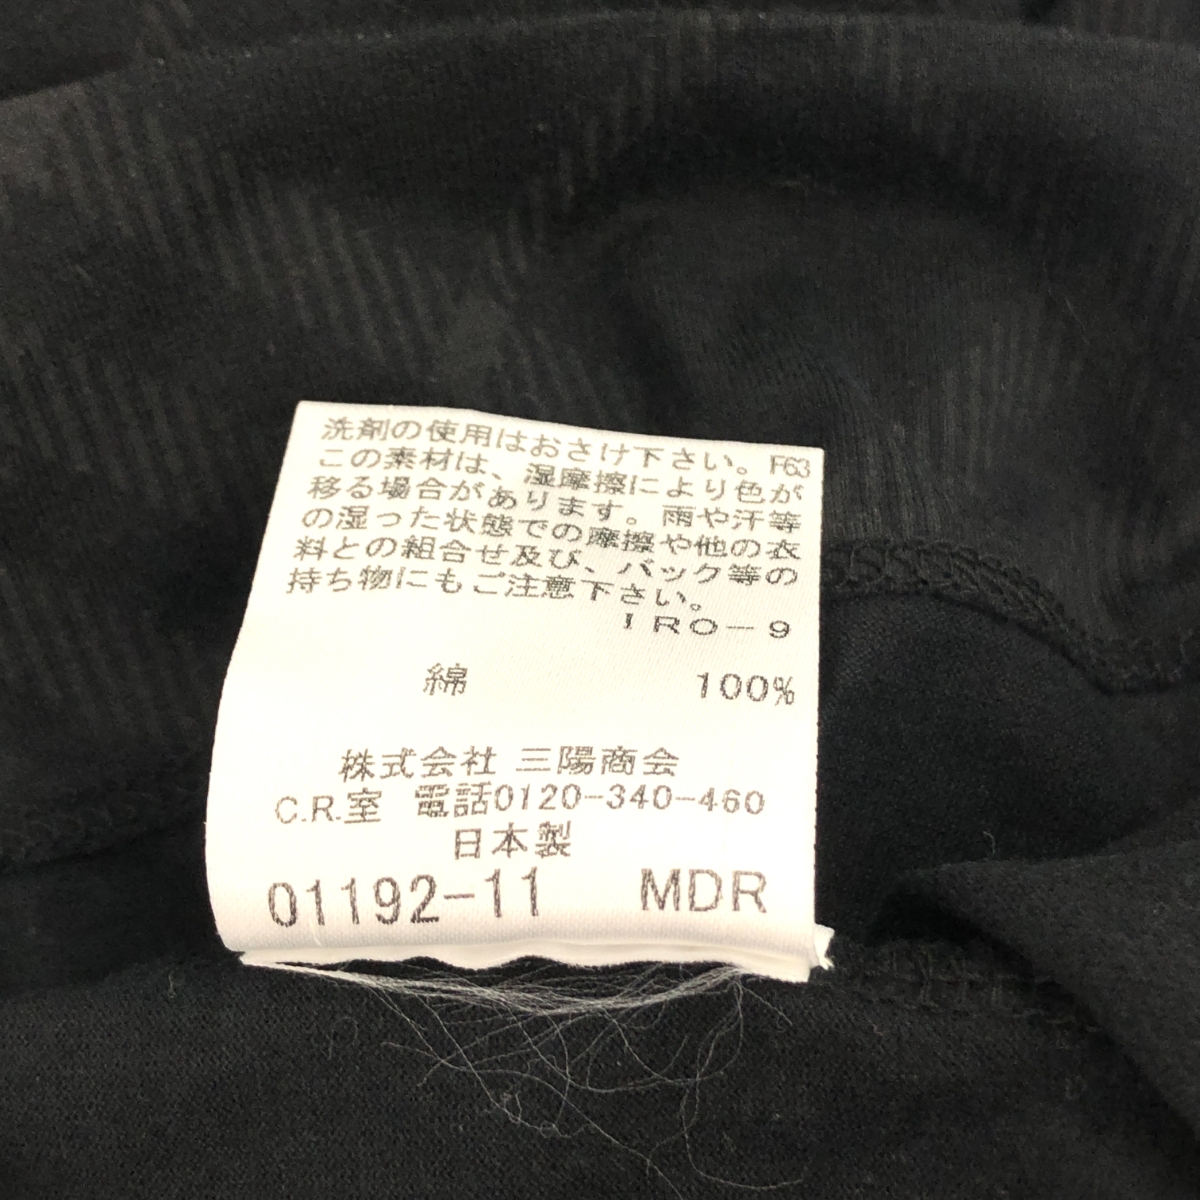 洗剤の使用はおさけ下さい。F63
この素材は、湿摩擦により色が
移る場合があります。雨や汗等
の湿った状態での摩擦や他の衣
料との組合せ及び、バック等の
持ち物にもご注意下さい。
IRO-9
綿 100%
株式会社 三陽商会
C.R.室 電話0120-340-460
日本製
01192-11 MDR